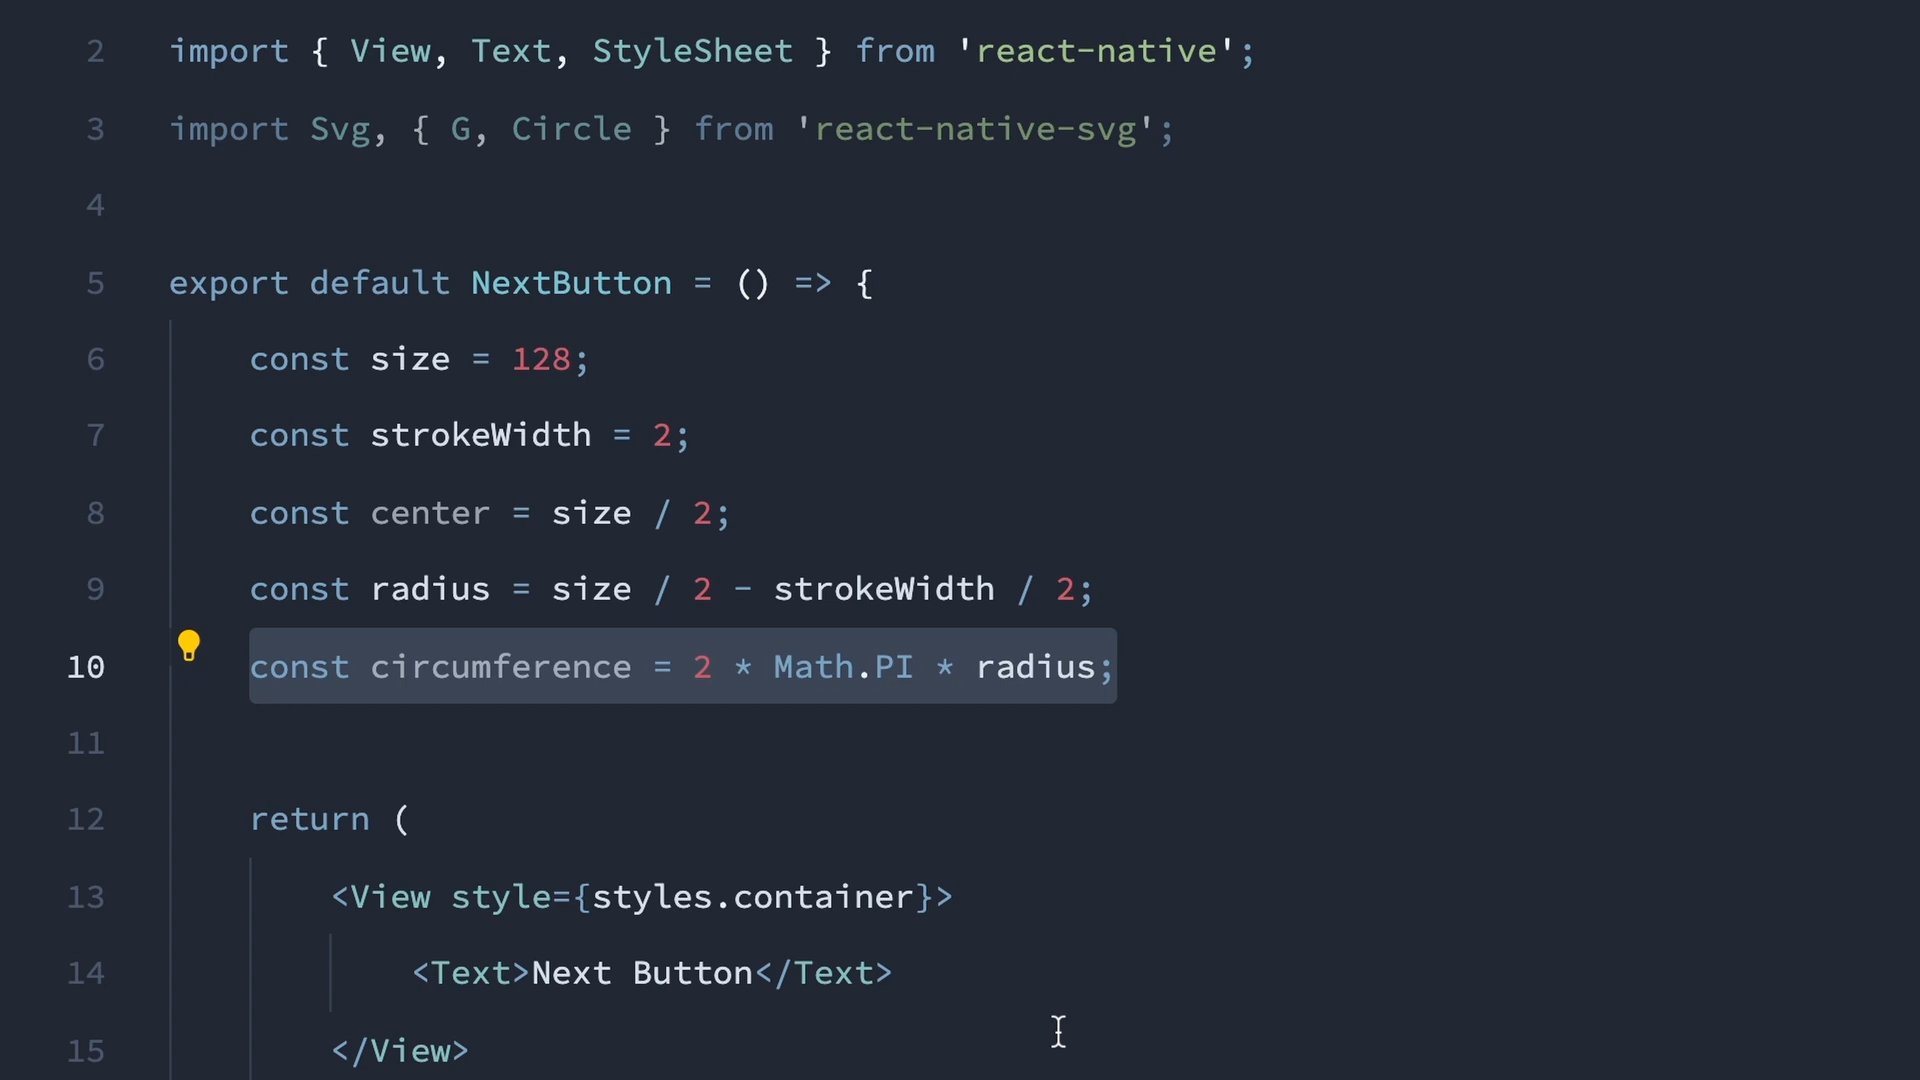 2 import { View, Text, StyleSheet } from 'react-native';
3 import Svg, { G, Circle } from 'react-native-svg';
4
5 export default NextButton = () => {
6 const size = 128;
7 const strokeWidth = 2;
8 const center = size / 2;
9 const radius = size / 2 - strokeWidth / 2;
10 const circumference = 2 * Math.PI * radius;
11
12 return (
13 <View style={styles.container}>
14 <Text>Next Button</Text>
15 </View>